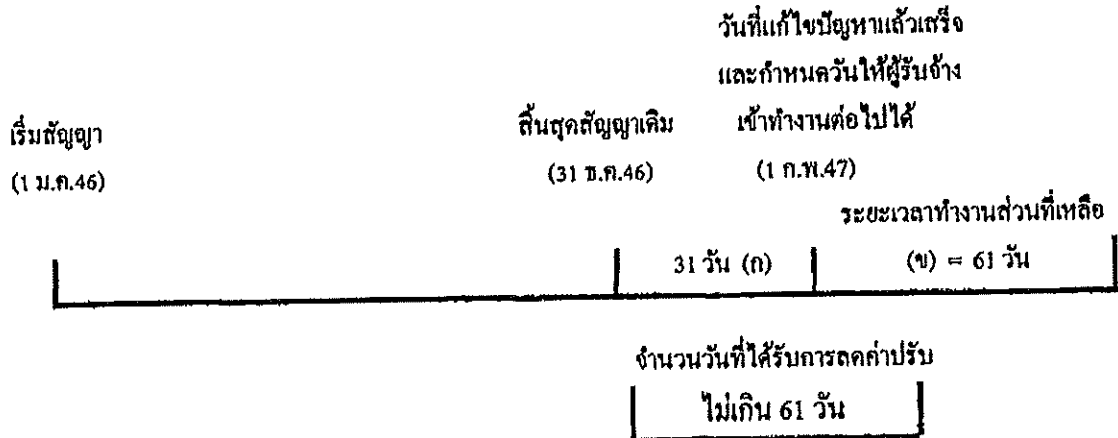 วันที่แก้ไขปัญหาแล้วเสร็จ
และกำหนดวันให้ผู้รับจ้าง
เริ่มสัญญา สิ้นสุดสัญญาเดิม เข้าทำงานต่อไปได้
(1 ม.ค.46) (31 ธ.ค.46) (1 ก.พ.47)
ระยะเวลาทำงานส่วนที่เหลือ
31 วัน (ก) (ข) = 61 วัน
จำนวนวันที่ได้รับการลดค่าปรับ
ไม่เกิน 61 วัน